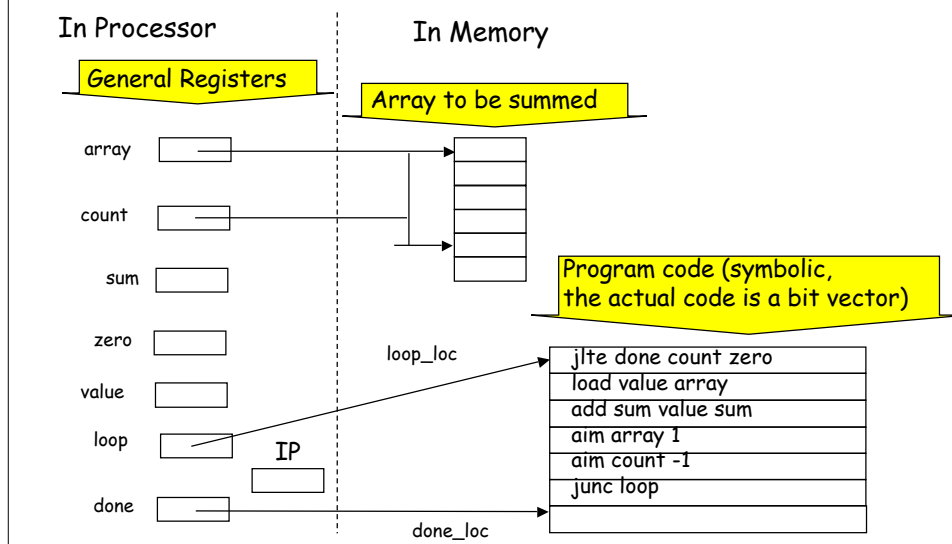 In Processor
In Memory
General Registers
Array to be summed
array
count
sum
Program code (symbolic,
the actual code is a bit vector)
zero
value
loop
IP
done
loop_loc
done_loc
jlte done count zero
load value array
add sum value sum
aim array 1
aim count -1
junc loop